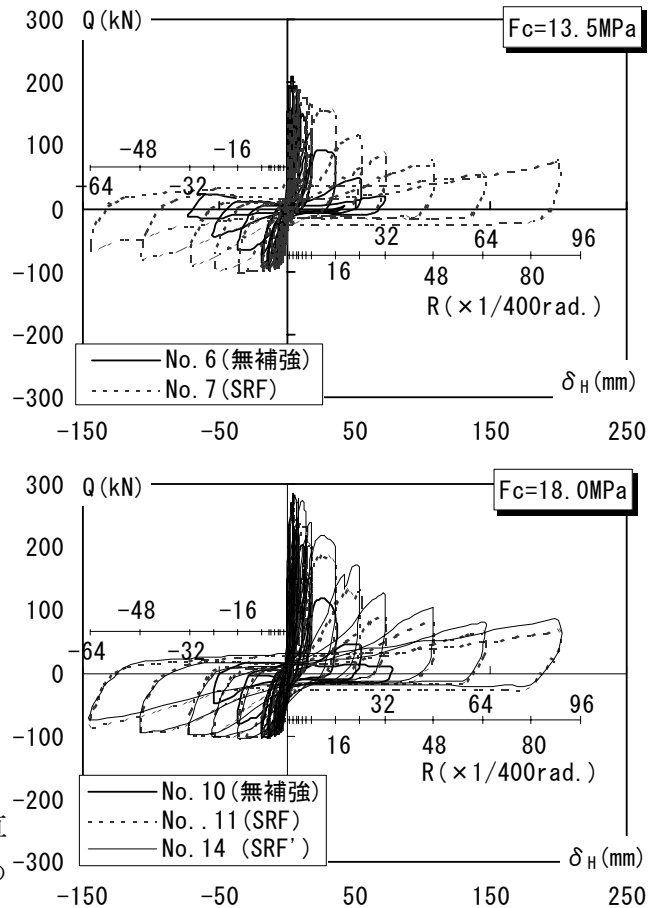 300 Q(kN)
Fc=13.5MPa
200
100
-48 -16
-64 -32
0
32 64 96
-100 16 48 80
R(×1/400rad.)
-200
No.6(無補強)
No.7(SRF)
δH(mm)
-300
-150 -50 50 150 250
300 Q(kN)
Fc=18.0MPa
200
100
-48 -16
-64 -32
0
32 64 96
-100 16 48 80
R(×1/400rad.)
No.10(無補強)
-200
No..11(SRF)
No.14 (SRF')
δH(mm)
-300
-150 -50 50 150 250